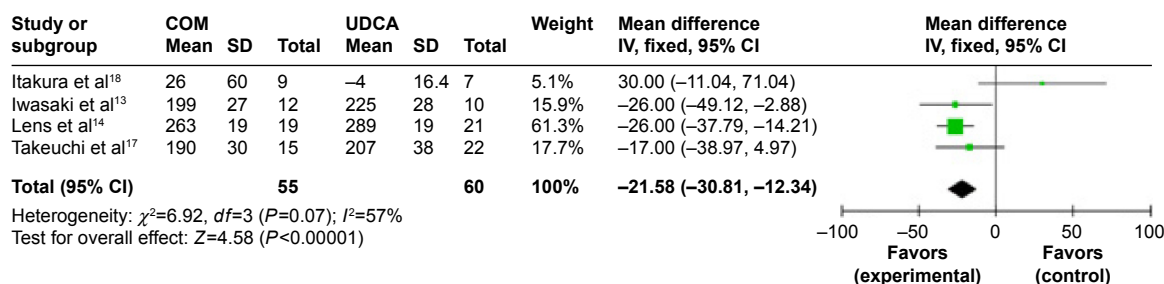 Study or subgroup COM UDCA Weight Mean difference Mean difference
Mean SD Total Mean SD Total IV, fixed, 95% CI IV, fixed, 95% CI
Itakura et al18 26 60 9 –4 16.4 7 5.1% 30.00 (–11.04, 71.04)
Iwasaki et al13 199 27 12 225 28 10 15.9% –26.00 (–49.12, –2.88)
Lens et al14 263 19 19 289 19 21 61.3% –26.00 (–37.79, –14.21)
Takeuchi et al17 190 30 15 207 38 22 17.7% –17.00 (–38.97, 4.97)
Total (95% CI) 55 60 100% –21.58 (–30.81, –12.34)
Heterogeneity: χ2=6.92, df=3 (P=0.07); I2=57%
Test for overall effect: Z=4.58 (P<0.00001)
–100 –50 0 50 100
Favors Favors
(experimental) (control)